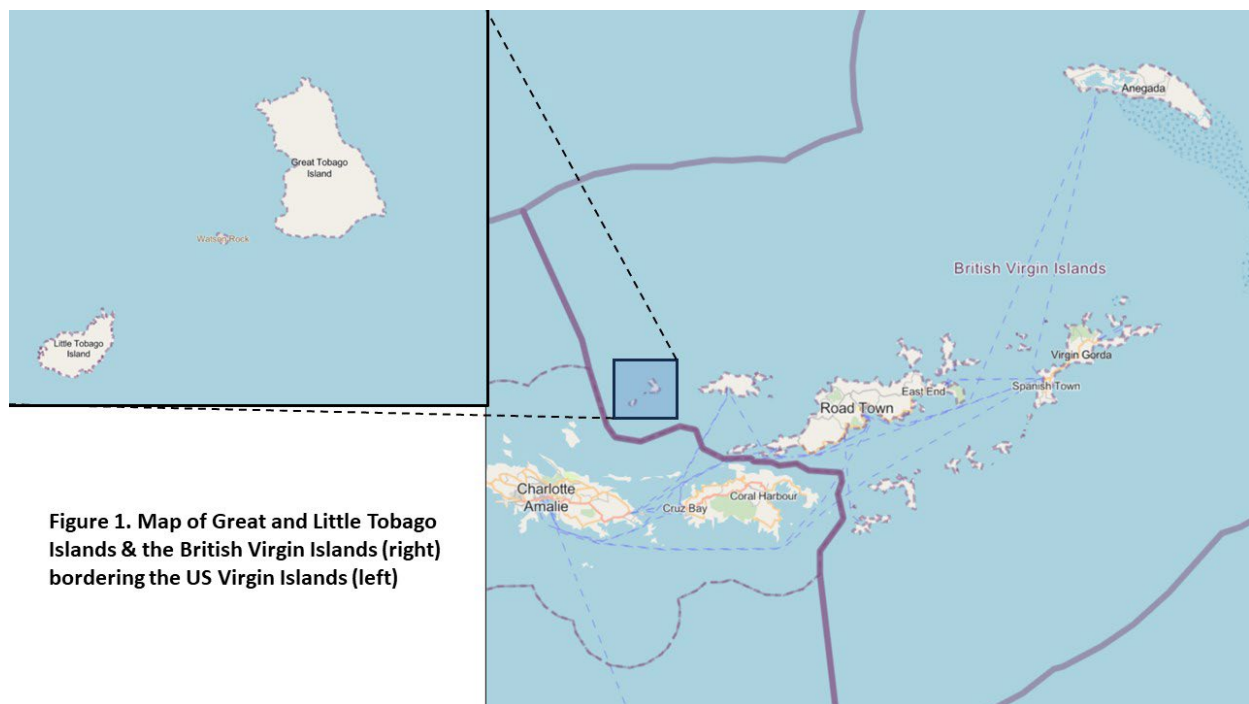 Great Tobago
Island
Watson Rock
Little Tobago
Island
Anegada
British Virgin Islands
Virgin Gorda
Spanish Town
East End
Road Town
Charlotte
Amalie
Cruz Bay
Coral Harbour
Figure 1. Map of Great and Little Tobago
Islands & the British Virgin Islands (right)
bordering the US Virgin Islands (left)